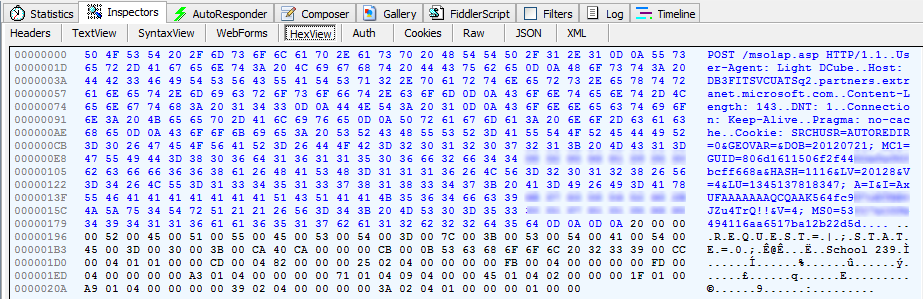 Statistics Inspectors AutoResponder Composer Gallery FiddlerScript Filters Log Timeline
Headers TextView SyntaxView WebForms HexView Auth Cookies Raw JSON XML
00000000 50 4F 53 54 20 2F 6D 73 6F 6C 61 70 2E 61 73 70 20 48 54 54 50 2F 31 2E 31 0D 0A 55 73 POST /msolap.asp HTTP/1.1..Us
0000001D 65 72 2D 41 67 65 6E 74 3A 20 4C 69 67 68 74 20 44 43 75 62 65 0D 0A 48 6F 73 74 3A 20 er-Agent: Light DCube..Host:
0000003A 44 42 33 46 49 54 53 56 43 55 41 54 53 71 32 2E 70 61 72 74 6E 65 72 73 2E 65 78 74 72 DB3FITSVCUATSq2.partners.extr
00000057 61 6E 65 74 2E 6D 69 63 72 6F 73 6F 66 74 2E 63 6F 6D 0D 0A 43 6F 6E 74 65 6E 74 2D 4C anet.microsoft.com..Content-L
00000074 65 6E 67 74 68 3A 20 31 34 33 0D 0A 44 4E 54 3A 20 31 0D 0A 43 6F 6E 6E 65 63 74 69 6F ength: 143..DNT: 1..Connectio
00000091 6E 3A 20 4B 65 65 70 2D 41 6C 69 76 65 0D 0A 50 72 61 67 6D 61 3A 20 6E 6F 2D 63 61 63 n: Keep-Alive..Pragma: no-cac
000000AE 68 65 0D 0A 43 6F 6F 6B 69 65 3A 20 53 52 43 48 55 53 52 3D 41 55 54 4F 52 45 44 49 52 he..Cookie: SRCHUSR=AUTOREDIR
000000CB 3D 30 26 47 45 4F 56 41 52 3D 26 44 4F 42 3D 32 30 31 32 30 37 32 31 3B 20 4D 43 31 3D =0&GEOVAR=&DOB=20120721; MC1=
000000E8 47 55 49 44 3D 38 30 36 64 31 36 31 31 35 30 36 66 32 66 34 34 GUID=806d1611506f2f44
00000105 62 63 66 66 36 36 38 61 26 48 41 53 48 3D 31 31 31 36 26 4C 56 3D 32 30 31 32 38 26 56 bcff668a&HASH=1116&LV=20128&V
00000122 3D 34 26 4C 55 3D 31 33 34 35 31 33 37 38 31 38 33 34 37 3B 20 41 3D 49 26 49 3D 41 78 =4&LU=1345137818347; A=I&I=Ax
0000013F 55 46 41 41 41 41 41 41 41 43 51 43 41 41 4B 35 36 34 66 63 39 UFAAAAAAAQCQAAK564fc9
0000015C 4A 5A 75 34 54 72 51 21 21 26 56 3D 34 3B 20 4D 53 30 3D 35 33 JZu4TrQ!!&V=4; MS0=53
00000179 34 39 34 31 31 36 61 61 36 35 31 37 62 61 31 32 62 32 32 64 35 64 0D 0A 0D 0A 20 00 00 494116aa6517ba12b22d5d.... ..
00000196 00 52 00 45 00 51 00 55 00 45 00 53 00 54 00 3D 00 7C 00 3B 00 00 53 00 54 00 41 00 54 00 .R.E.Q.U.E.S.T.=.|.;.S.T.A.T.
000001B3 45 00 3D 00 30 00 3B 00 CA 40 CA 00 00 00 CB 00 0B 53 63 68 6F 6F 6C 20 32 33 39 00 CC E.=.0.;.Ê@Ê...Ë..School 239.Ì
000001D0 00 04 01 01 00 00 CD 00 04 82 00 00 00 00 25 02 04 00 00 00 00 FB 00 04 00 00 00 00 FD 00
000001ED 04 00 00 00 00 A3 01 04 00 00 00 00 71 01 04 09 04 00 00 45 01 04 02 00 00 00 1F 01 00
0000020A A9 01 04 00 00 00 00 39 02 04 00 00 00 00 3A 02 04 01 00 00 00 01 00 00